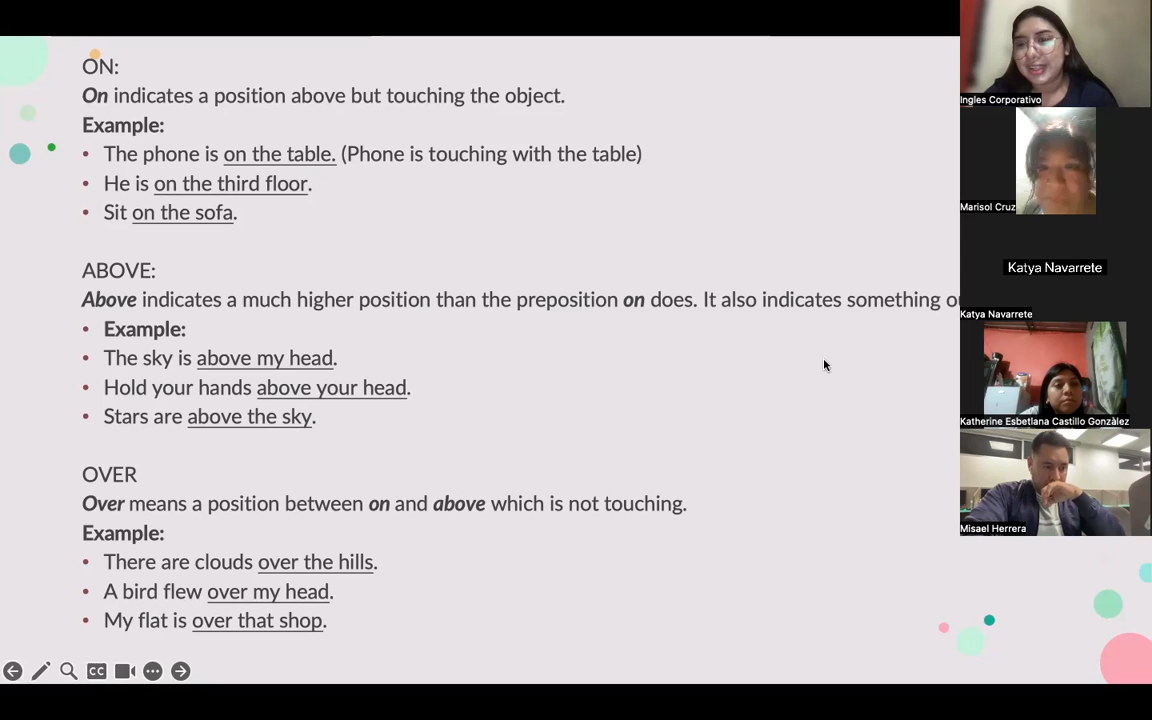 ON:
On indicates a position above but touching the object.
Example:
• The phone is on the table. (Phone is touching with the table)
• He is on the third floor.
• Sit on the sofa.
ABOVE:
Above indicates a much higher position than the preposition on does. It also indicates something
• Example:
• The sky is above my head.
• Hold your hands above your head.
• Stars are above the sky.
OVER
Over means a position between on and above which is not touching.
Example:
• There are clouds over the hills.
• A bird flew over my head.
• My flat is over that shop.
CC
Ingles Corporativo
Marisol Cruz
Katya Navarrete
Katya Navarrete
Katherine Esbetlana Castillo Gonzàlez
Misael Herrera